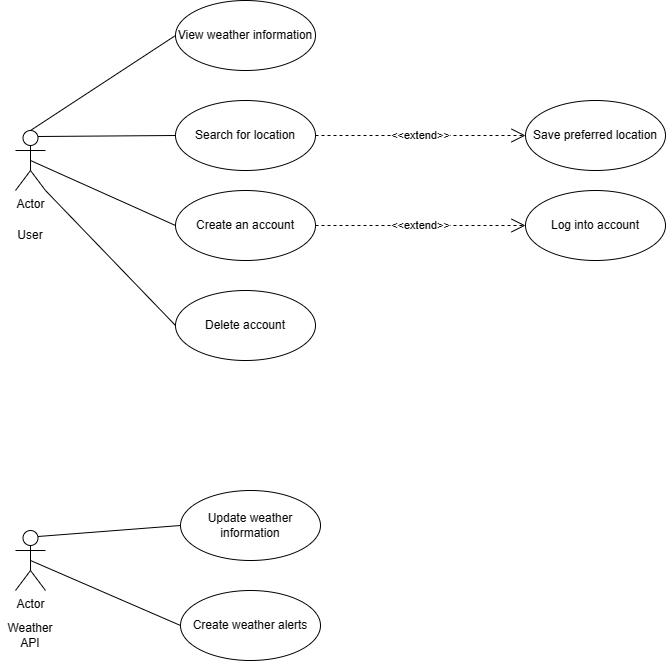 View weather information
Search for location
<<extend>>
Save preferred location
Actor
User
Create an account
<<extend>>
Log into account
Delete account
Update weather
information
Actor
Weather
API
Create weather alerts